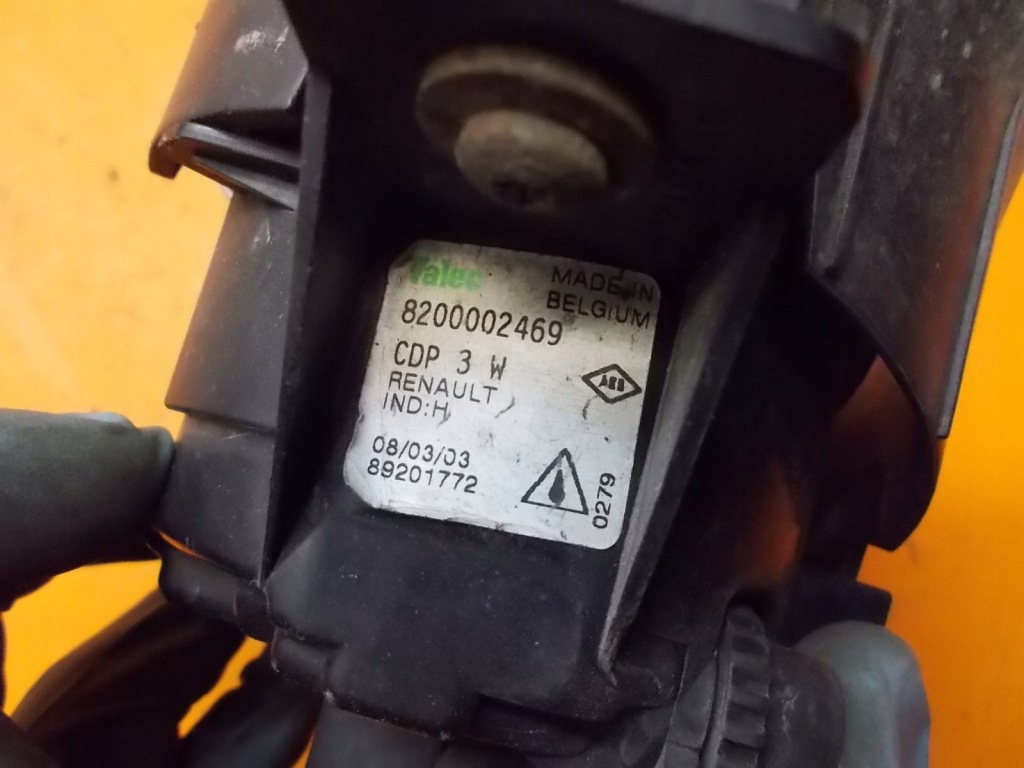 Valeo
MADE IN
BELGIUM
8200002469
CDP 3 W
RENAULT
IND:H
08/03/03
89201772
0279